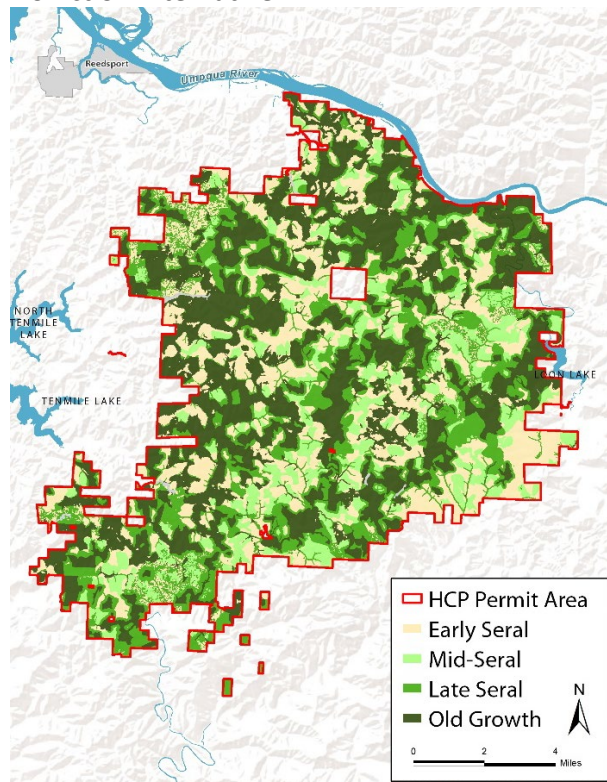 Reedsport
Umpqua River
NORTH
TENMILE
LAKE
TENMILE LAKE
LOON LAKE
HCP Permit Area
Early Seral
Mid-Seral
Late Seral
Old Growth
N
0 2 4
Miles